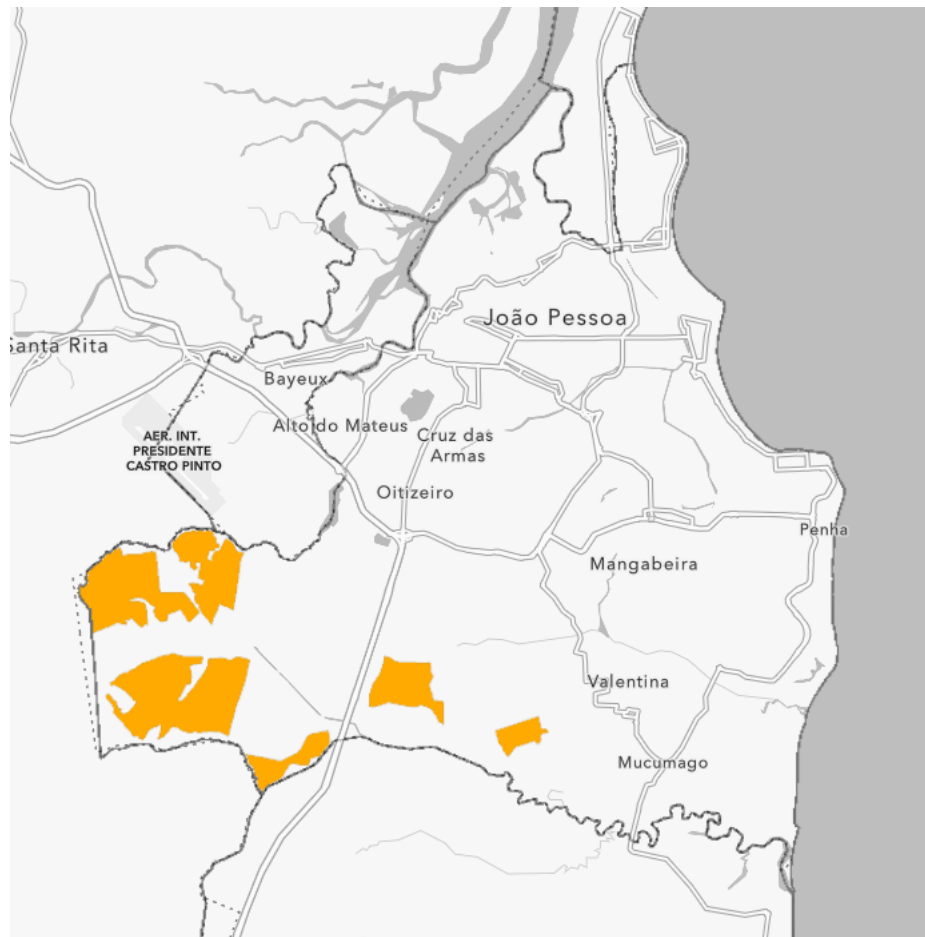 João Pessoa
Santa Rita
Bayeux
Alto do Mateus
Cruz das
Armas
AER. INT.
PRESIDENTE
CASTRO PINTO
Oitizeiro
Penha
Mangabeira
Valentina
Mucumago